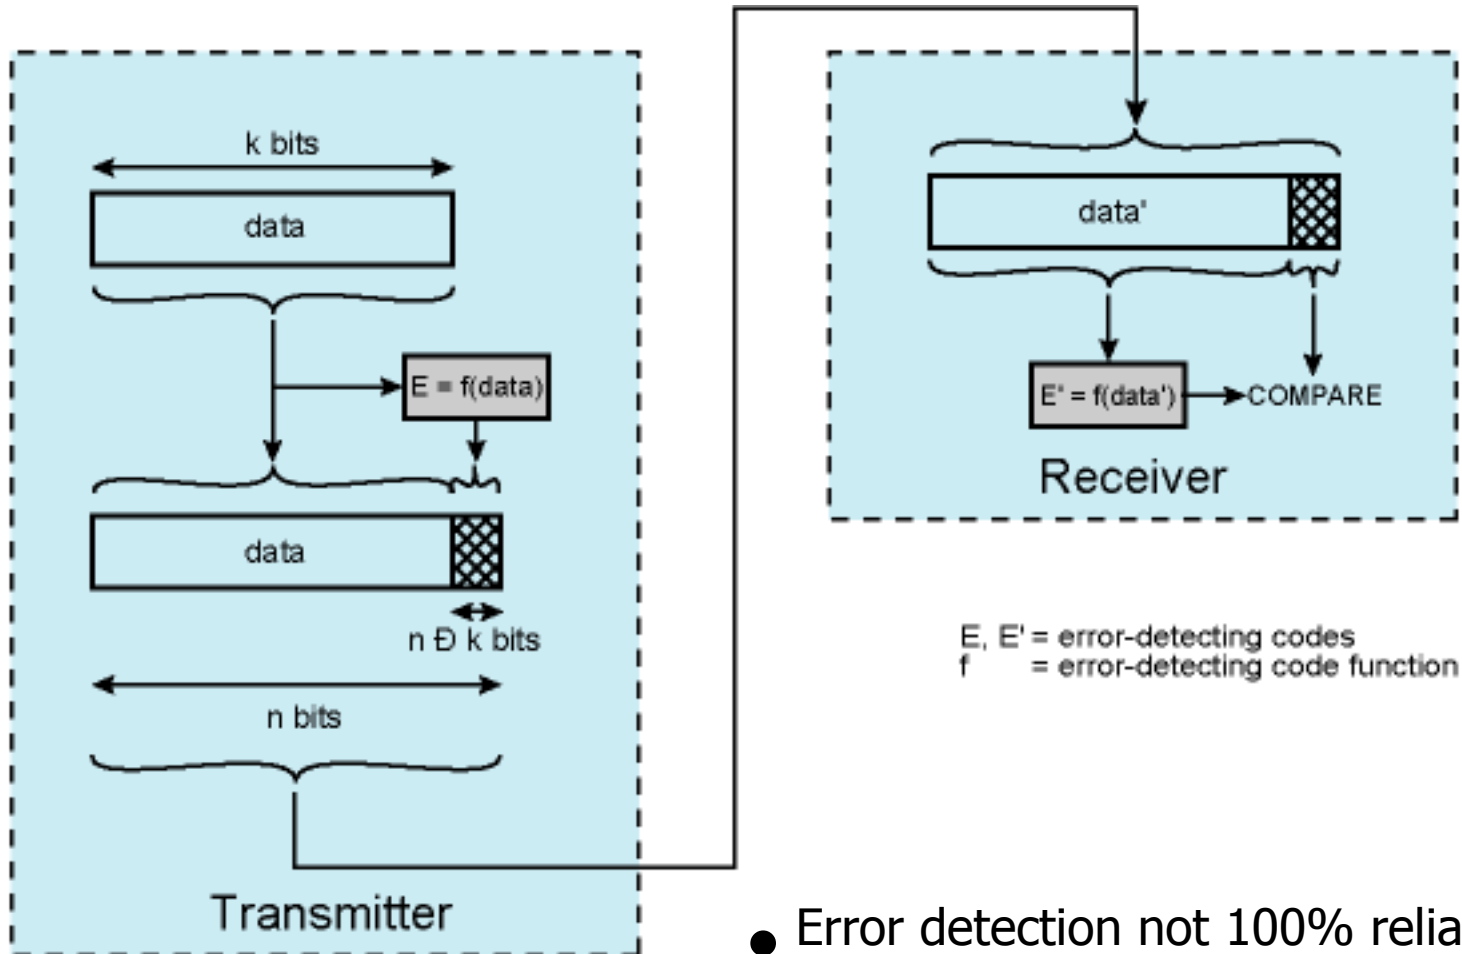 k bits
data
E = f(data)
data
n Đ k bits
n bits
Transmitter
data'
E' = f(data')
COMPARE
Receiver
E, E' = error-detecting codes
f = error-detecting code function
• Error detection not 100% relia